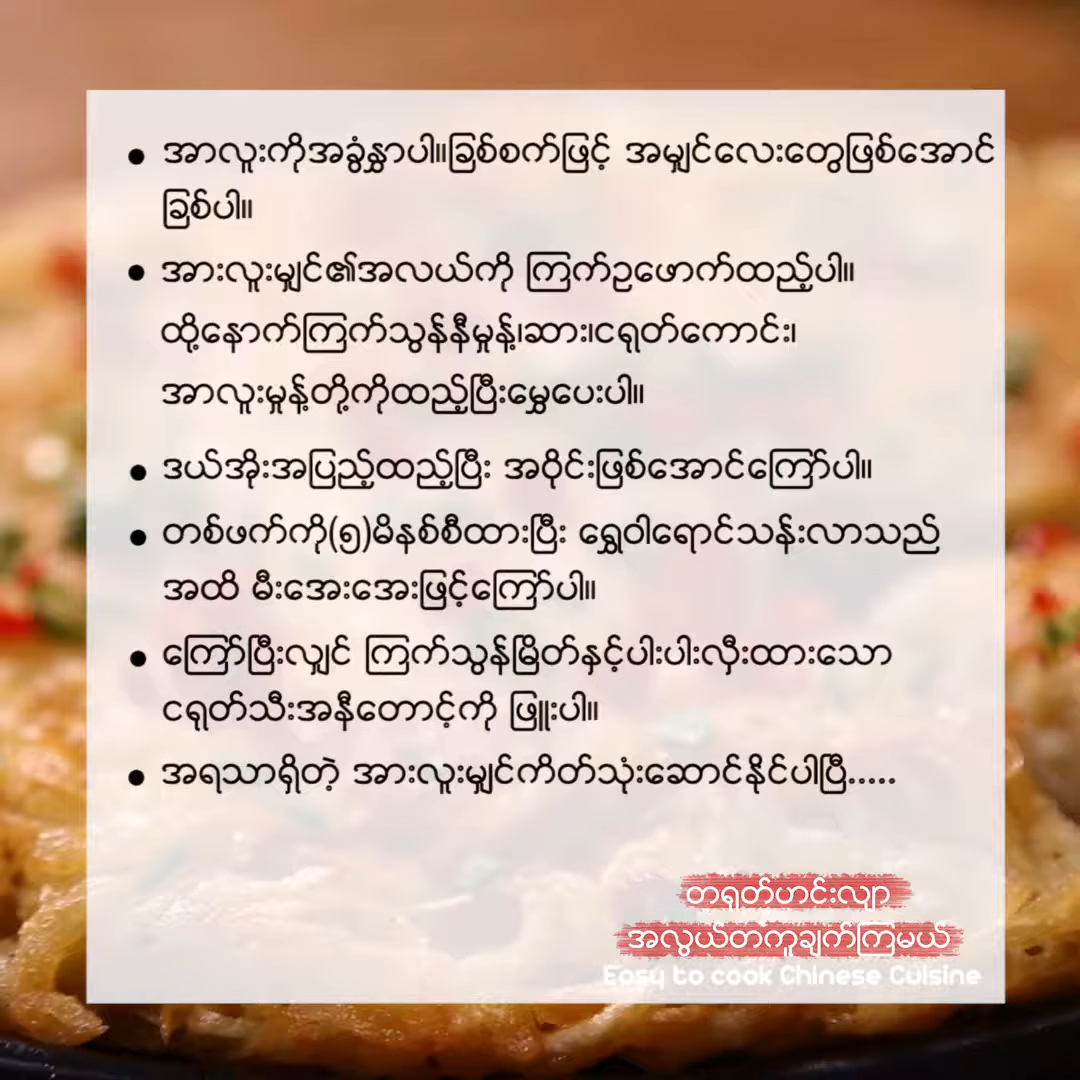 • အာလူးကိုအခွံနွှာပါ။ခြစ်စက်ဖြင့် အမျှင်လေးတွေဖြစ်အောင်
ခြစ်ပါ။
• အားလူးမျှင်၏အလယ်ကို ကြက်ဥဖောက်ထည့်ပါ။
ထို့နောက်ကြက်သွန်နီမှုန့်၊ဆား၊ငရုတ်ကောင်း၊
အာလူးမှုန့်တို့ကိုထည့်ပြီးမွှေပေးပါ။
• ဒယ်အိုးအပြည့်ထည့်ပြီး အဝိုင်းဖြစ်အောင်ကြော်ပါ။
• တစ်ဖက်ကို(၅)မိနစ်စီထားပြီး ရွှေဝါရောင်သန်းလာသည်
အထိ မီးအေးအေးဖြင့်ကြော်ပါ။
• ကြော်ပြီးလျှင် ကြက်သွန်မြိတ်နှင့်ပါးပါးလှီးထားသော
ငရုတ်သီးအနီတောင့်ကို ဖြူးပါ။
• အရသာရှိတဲ့ အားလူးမျှင်ကိတ်သုံးဆောင်နိုင်ပါပြီ.....
တရုတ်ဟင်းလျာ
အလွယ်တကူချက်ကြမယ်
Easy to cook Chinese Cuisine